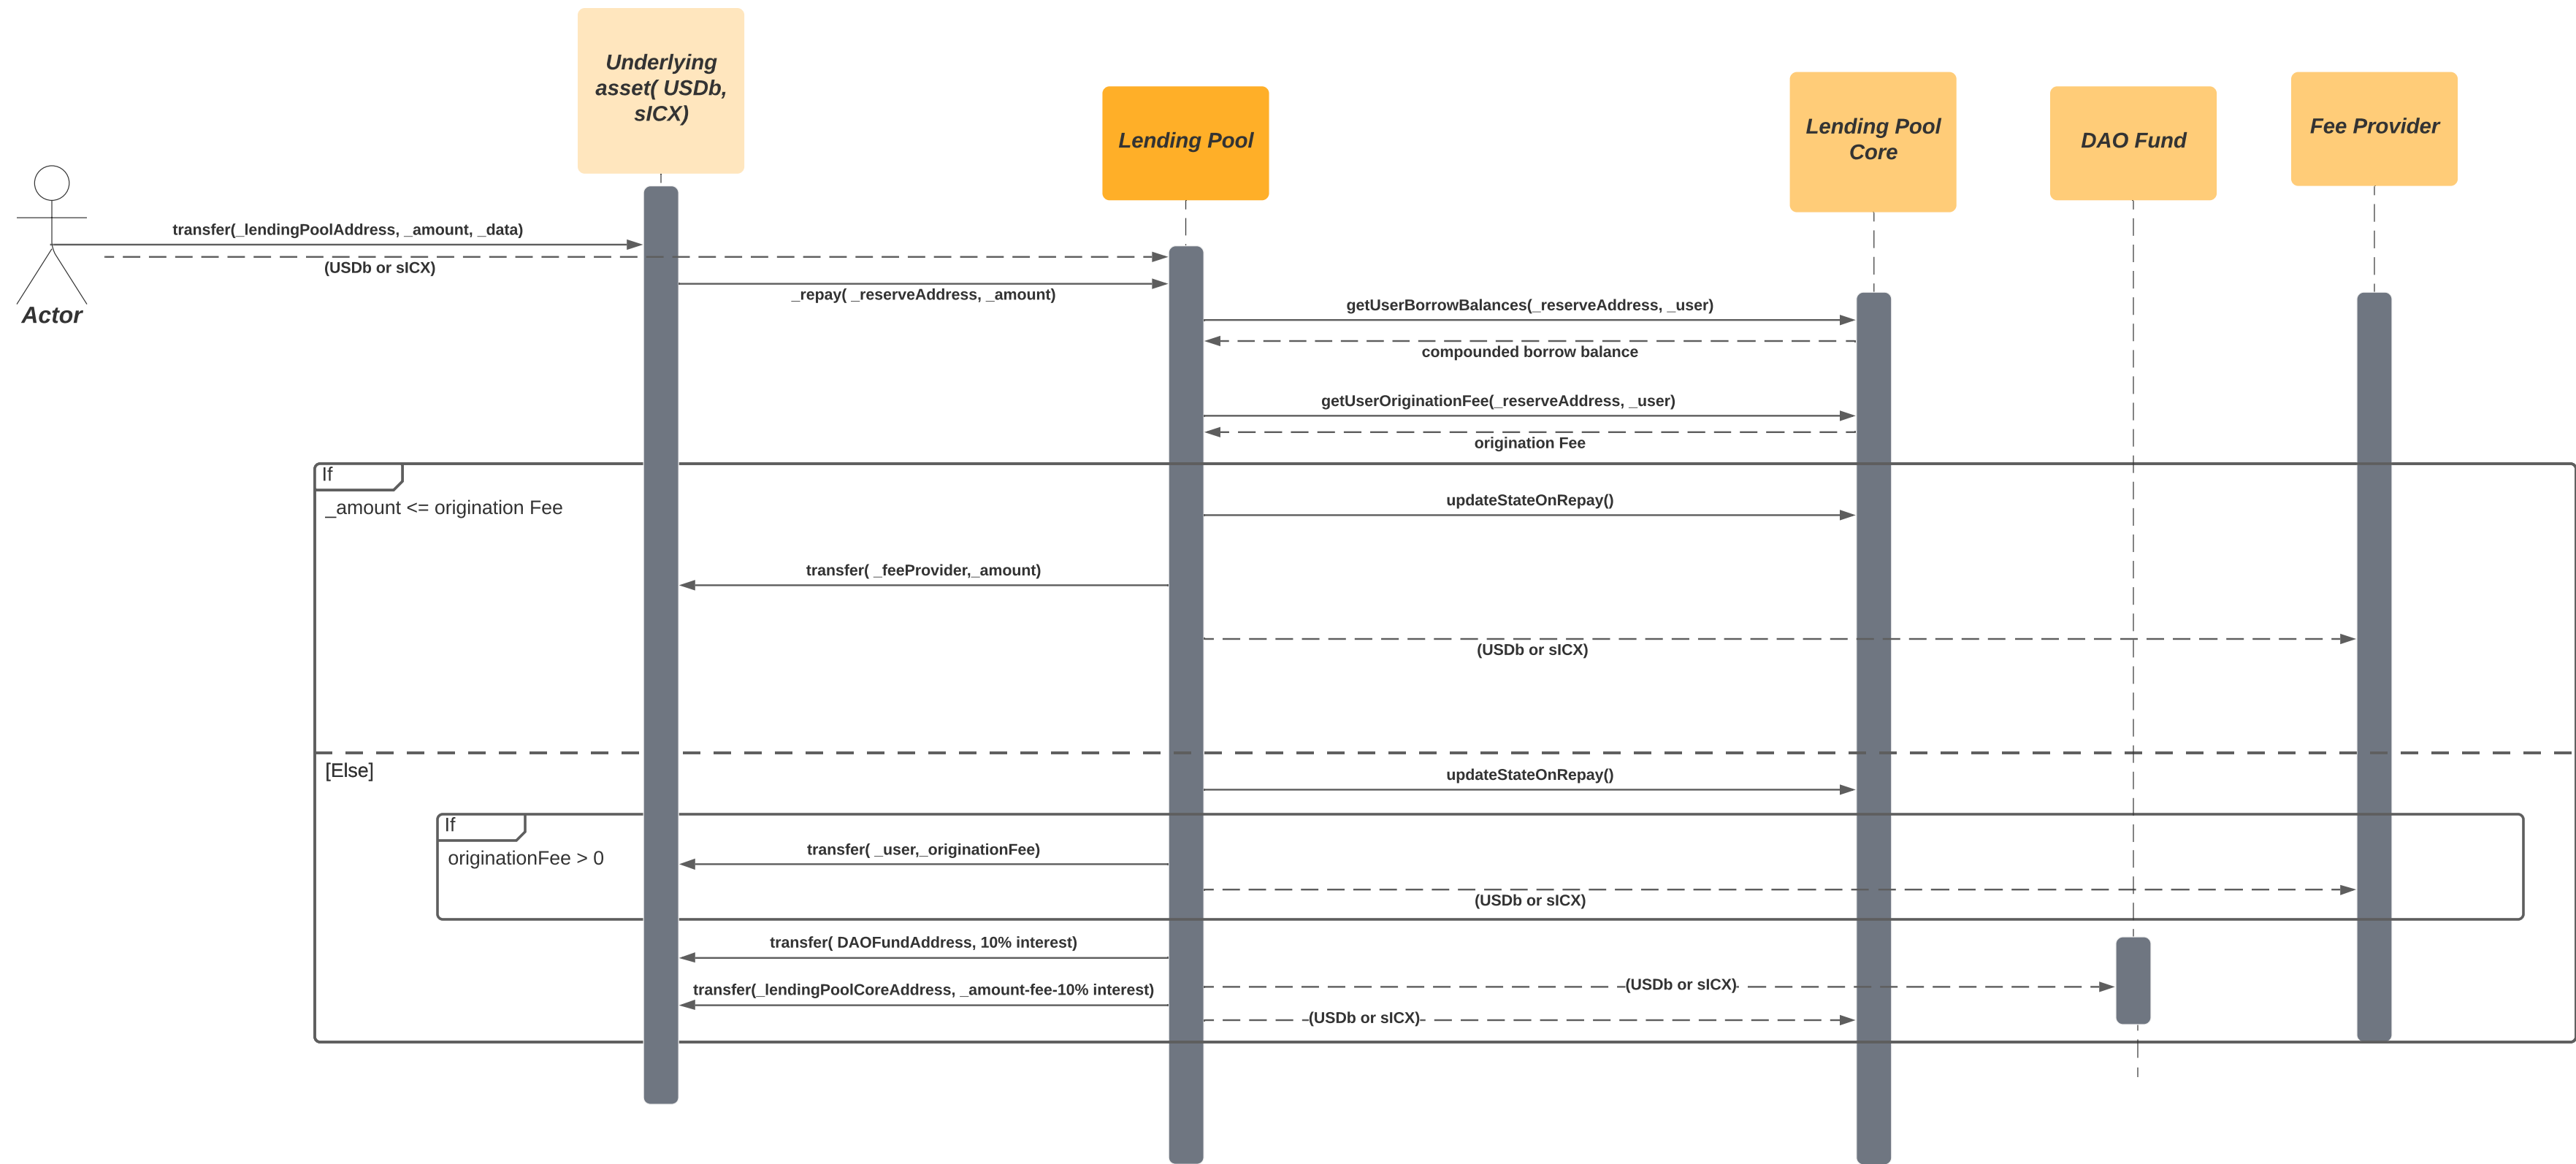 Underlying
asset( USDb,
sICX)
Lending Pool
Lending Pool
Core
DAO Fund
Fee Provider
Actor
transfer(_lendingPoolAddress, _amount, _data)
(USDb or sICX)
_repay( _reserveAddress, _amount)
getUserBorrowBalances(_reserveAddress, _user)
compounded borrow balance
getUserOriginationFee(_reserveAddress, _user)
origination Fee
If
_amount <= origination Fee
updateStateOnRepay()
transfer( _feeProvider,_amount)
(USDb or sICX)
[Else]
updateStateOnRepay()
If
originationFee > 0
transfer( _user,_originationFee)
(USDb or sICX)
transfer( DAOFundAddress, 10% interest)
(USDb or sICX)
transfer(_lendingPoolCoreAddress, _amount-fee-10% interest)
(USDb or sICX)